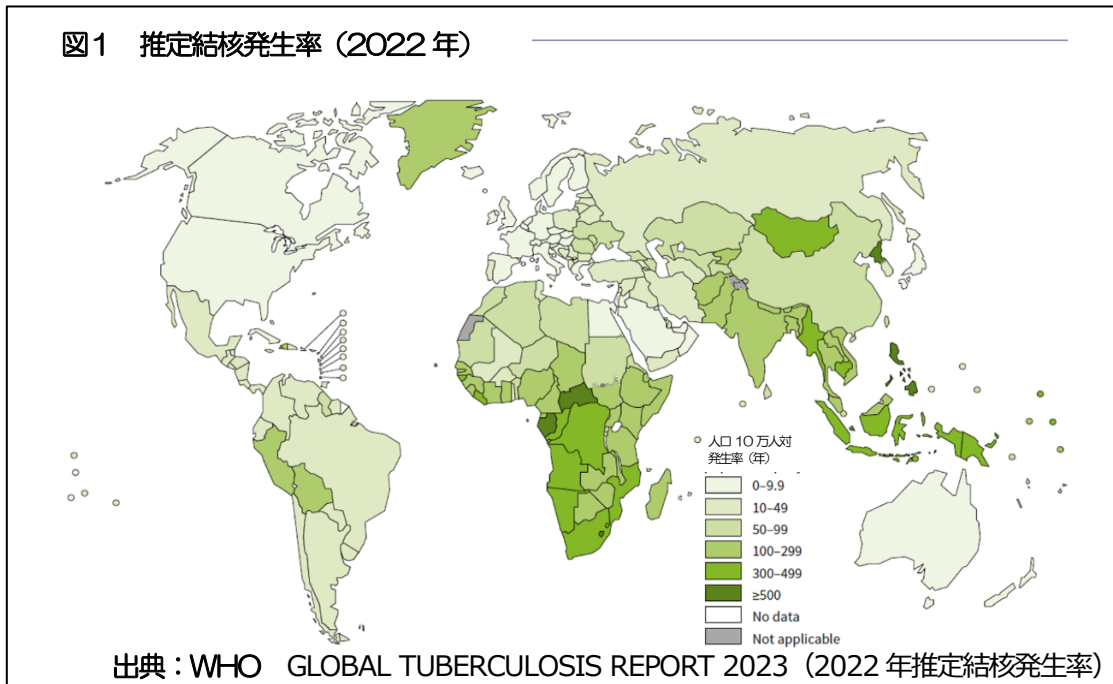 図1 推定結核発生率（2022 年）
人口 10 万人対
発生率（年）
0–9.9
10–49
50–99
100–299
300–499
≥500
No data
Not applicable
出典：WHO GLOBAL TUBERCULOSIS REPORT 2023（2022 年推定結核発生率）